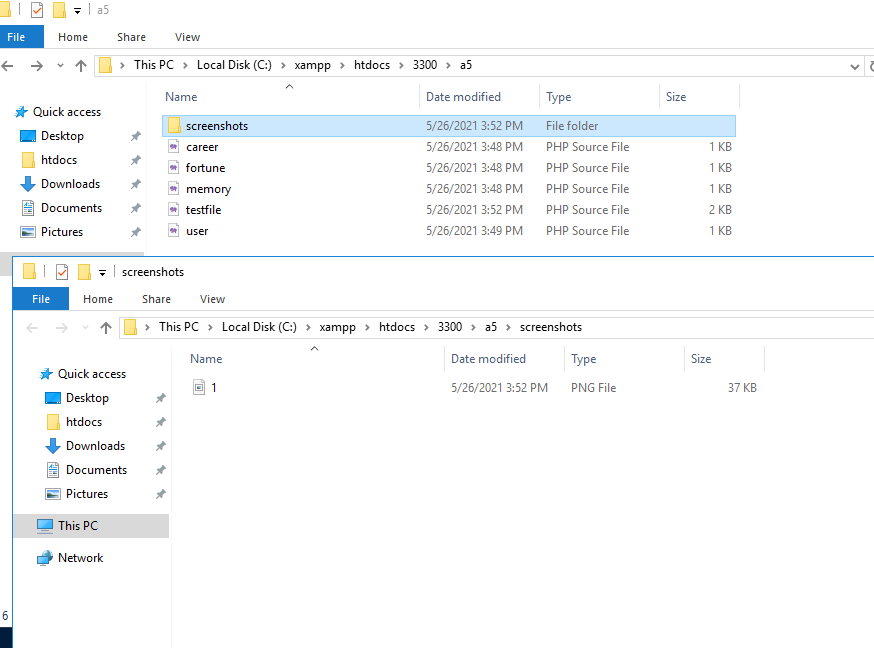 a5
File Home Share View
This PC Local Disk (C:) xampp htdocs 3300 a5
Name Date modified Type Size
Quick access
screenshots 5/26/2021 3:52 PM File folder
Desktop
career 5/26/2021 3:48 PM PHP Source File 1 KB
htdocs
fortune 5/26/2021 3:48 PM PHP Source File 1 KB
Downloads
memory 5/26/2021 3:48 PM PHP Source File 1 KB
Documents
testfile 5/26/2021 3:52 PM PHP Source File 2 KB
Pictures
user 5/26/2021 3:49 PM PHP Source File 1 KB
screenshots
File Home Share View
This PC Local Disk (C:) xampp htdocs 3300 a5 screenshots
Name Date modified Type Size
Quick access
1 5/26/2021 3:52 PM PNG File 37 KB
Desktop
htdocs
Downloads
Documents
Pictures
This PC
Network
6